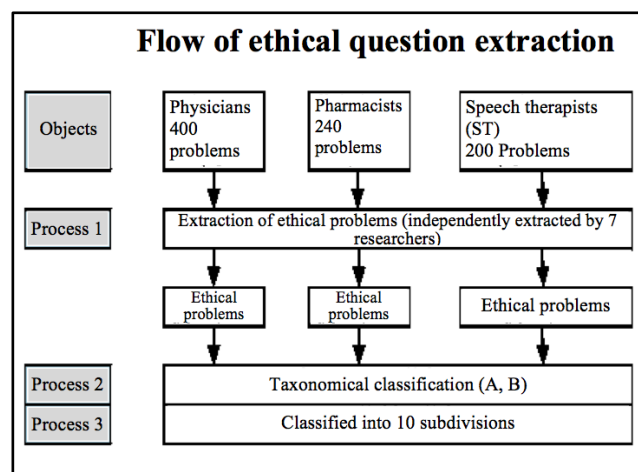 Flow of ethical question extraction
Objects
Physicians
400
problems
Pharmacists
240
problems
Speech therapists
(ST)
200 Problems
Process 1
Extraction of ethical problems (independently extracted by 7
researchers)
Ethical
problems
Ethical
problems
Ethical problems
Process 2
Taxonomical classification (A, B)
Process 3
Classified into 10 subdivisions